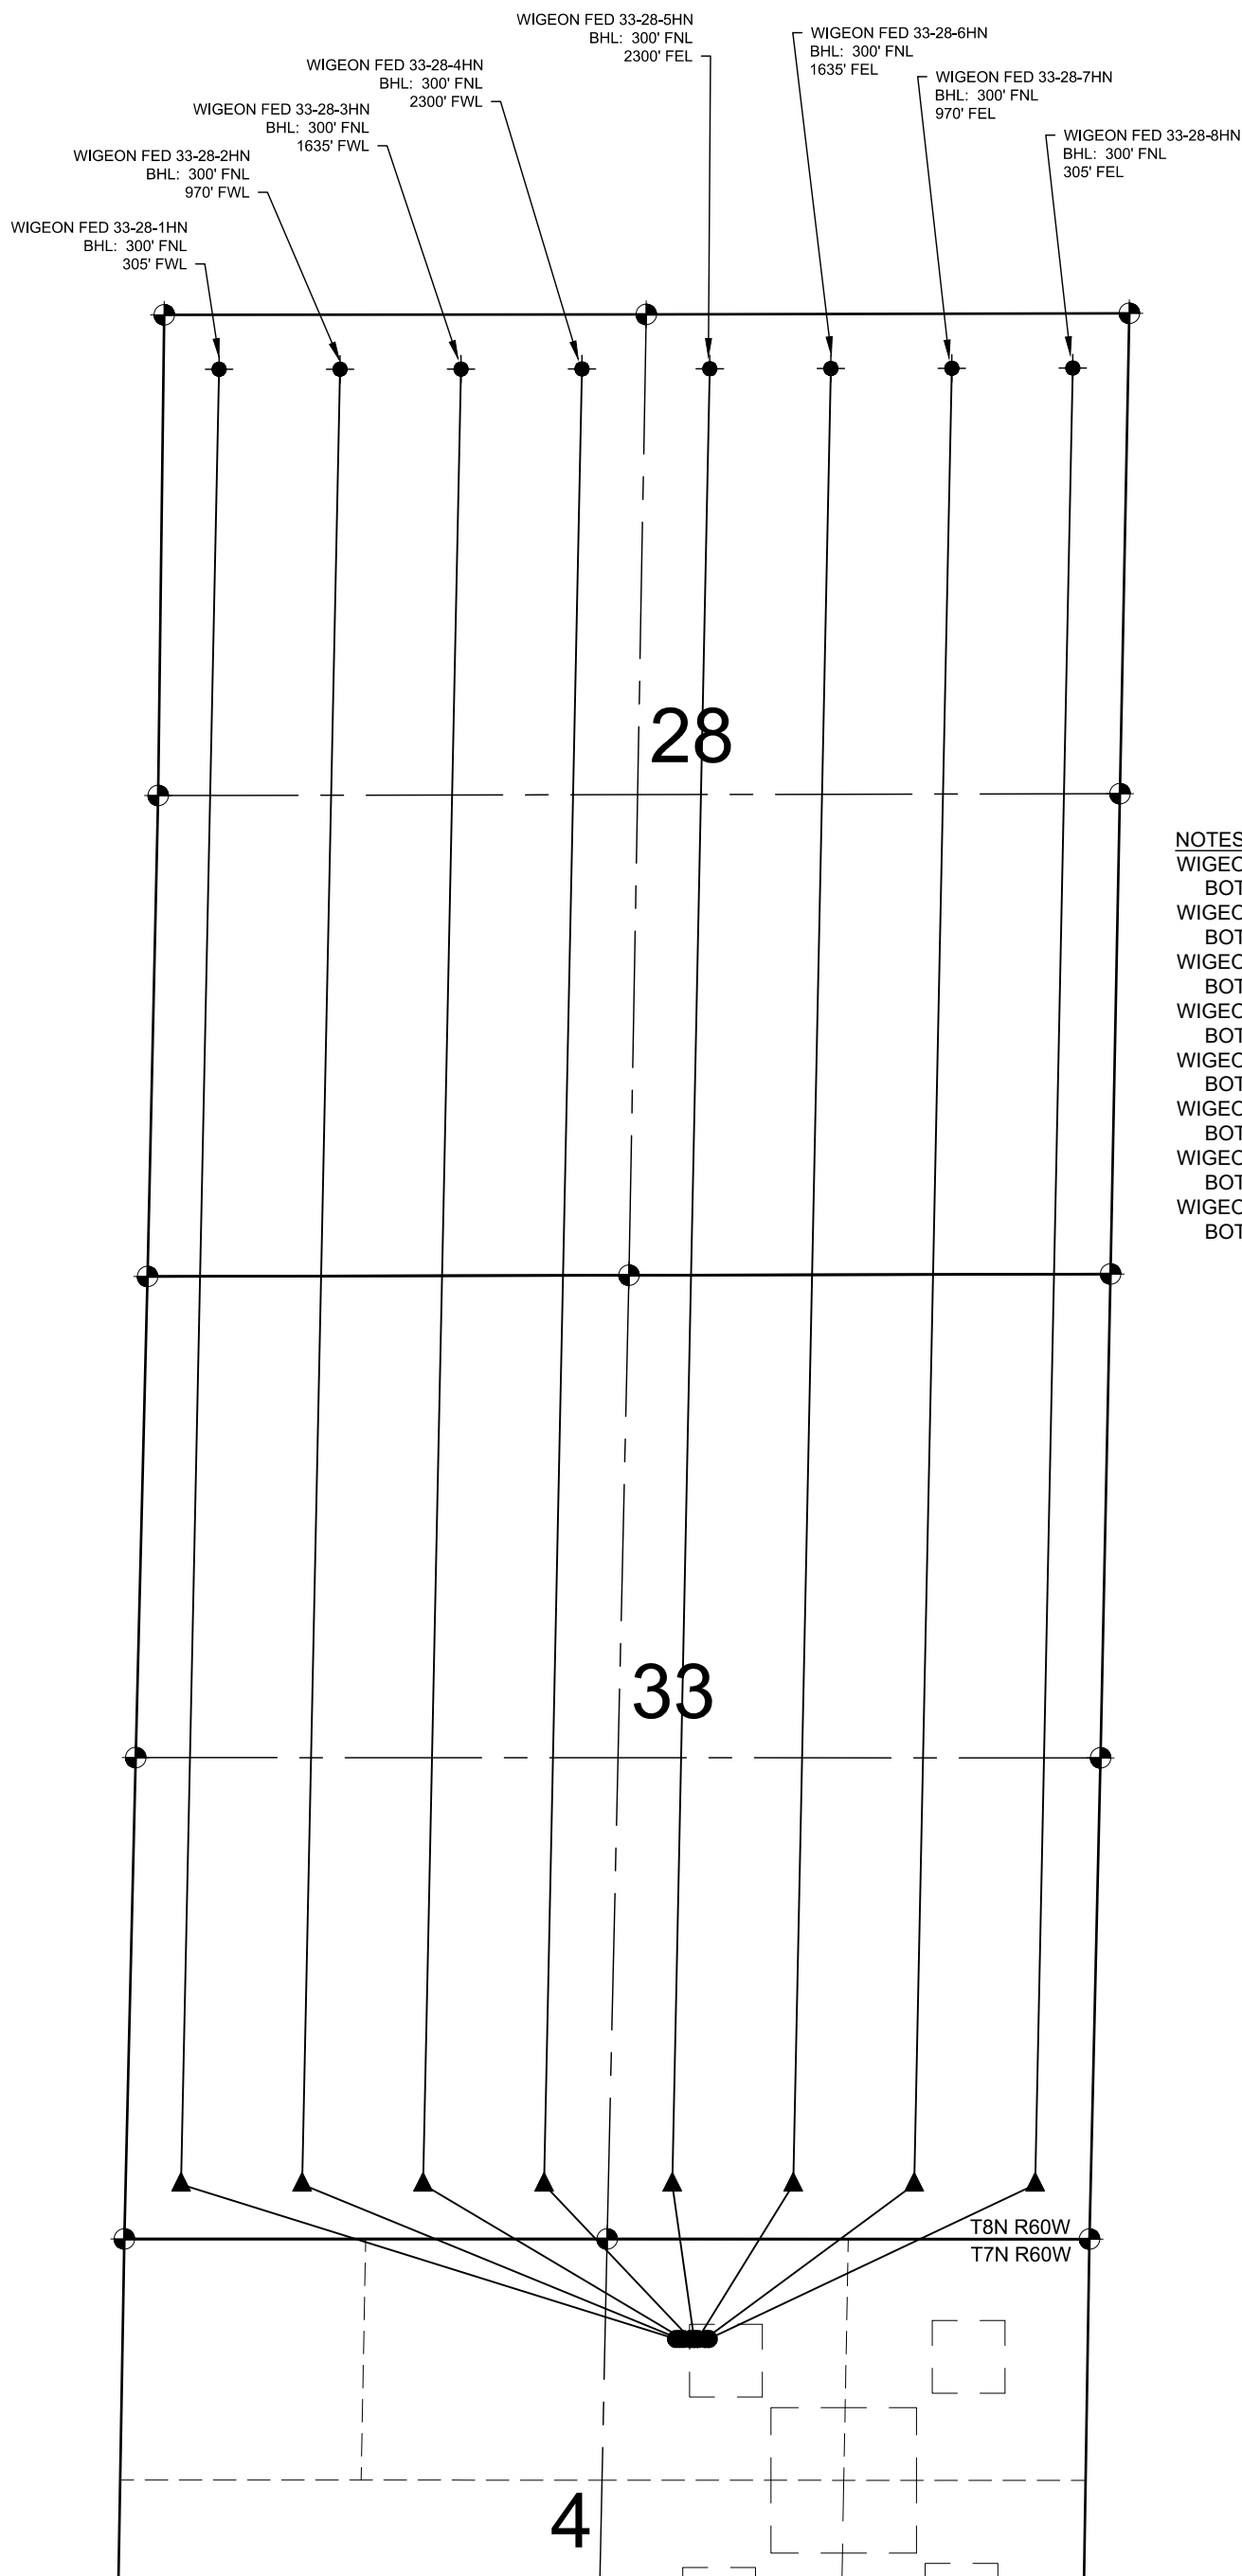 WIGEON FED 33-28-5HN
BHL: 300' FNL
2300' FEL
WIGEON FED 33-28-6HN
BHL: 300' FNL
1635' FEL
WIGEON FED 33-28-4HN
BHL: 300' FNL
2300' FWL
WIGEON FED 33-28-7HN
BHL: 300' FNL
970' FEL
WIGEON FED 33-28-3HN
BHL: 300' FNL
1635' FWL
WIGEON FED 33-28-8HN
BHL: 300' FNL
305' FEL
WIGEON FED 33-28-2HN
BHL: 300' FNL
970' FWL
WIGEON FED 33-28-1HN
BHL: 300' FNL
305' FWL
28
NOTES
33
T8N R60W
T7N R60W
4